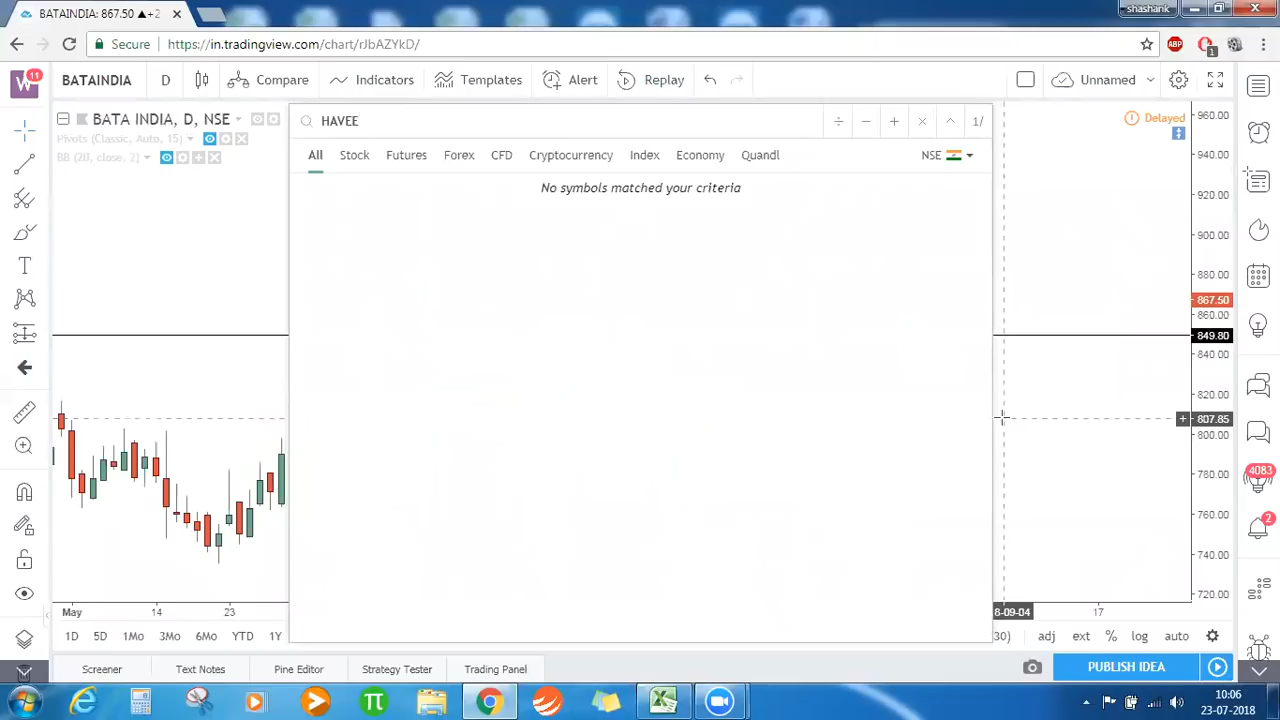 BATAINDIA: 867.50 ▲+2
shashank
Secure
https://in.tradingview.com/chart/rJbAZYkD/
ABP
1
W
11
BATAINDIA
D
Compare
Indicators
Templates
Alert
Replay
Unnamed
BATA INDIA, D, NSE
Pivots (Classic, Auto, 15)
BB (20, close, 2)
HAVEE
÷ − + × 1/
All Stock Futures Forex CFD Cryptocurrency Index Economy Quandl
NSE
No symbols matched your criteria
Delayed
960.00
940.00
920.00
900.00
880.00
867.50
860.00
849.80
840.00
820.00
807.85
800.00
780.00
760.00
740.00
720.00
4083
2
May 14 23
8-09-04 17
1D 5D 1Mo 3Mo 6Mo YTD 1Y
30) adj ext % log auto
Screener Text Notes Pine Editor Strategy Tester Trading Panel
PUBLISH IDEA
10:06
23-07-2018